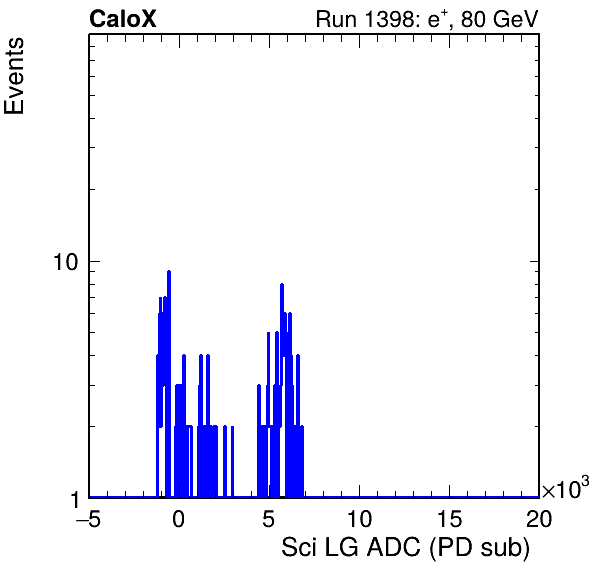 CaloX Run 1398: e⁺, 80 GeV
Events
10
1
−5 0 5 10 15 20
×10³
Sci LG ADC (PD sub)